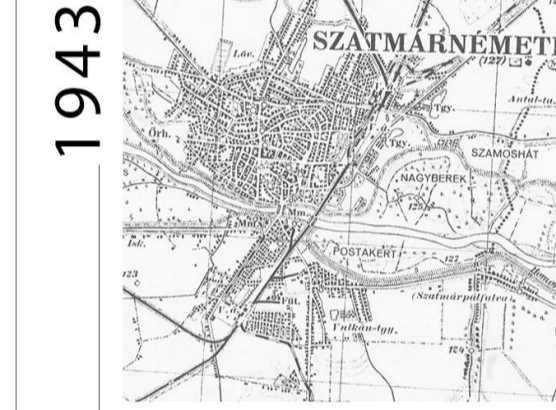 1943
SZATMÁRNÉMETI
(127)
Löv.
Antal-ta
Tgy.
Örh.
Tgy.
SZAMOSHÁT
NAGYBEREK
Mm.
Isk.
POSTAKERT
127
123
(Szatmárpálfalva)
Vulkán-tgy.
124